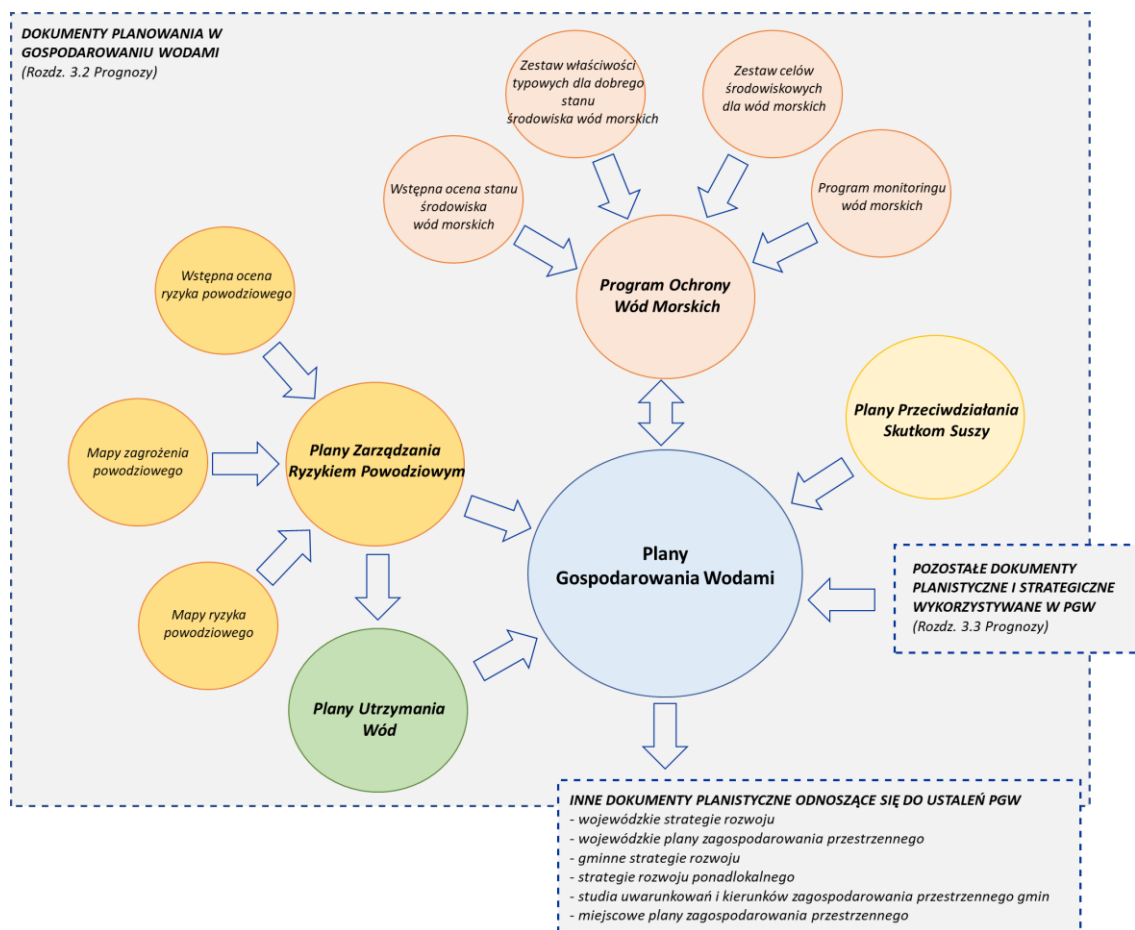 DOKUMENTY PLANOWANIA W
GOSPODAROWANIU WODAMI
(Rozdz. 3.2 Prognozy)
Zestaw właściwości
typowych dla dobrego
stanu
środowiska wód morskich
Zestaw celów
środowiskowych
dla wód morskich
Wstępna ocena stanu
środowiska
wód morskich
Program monitoringu
wód morskich
Program Ochrony
Wód Morskich
Wstępna ocena
ryzyka powodziowego
Mapy zagrożenia
powodziowego
Plany Zarządzania
Ryzykiem Powodziowym
Plany Przeciwdziałania
Skutkom Suszy
Mapy ryzyka
powodziowego
Plany
Gospodarowania Wodami
POZOSTAŁE DOKUMENTY
PLANISTYCZNE I STRATEGICZNE
WYKORZYSTYWANE W PGW
(Rozdz. 3.3 Prognozy)
Plany Utrzymania
Wód
INNE DOKUMENTY PLANISTYCZNE ODNOSZĄCE SIĘ DO USTALEŃ PGW
- wojewódzkie strategie rozwoju
- wojewódzkie plany zagospodarowania przestrzennego
- gminne strategie rozwoju
- strategie rozwoju ponadlokalnego
- studia uwarunkowań i kierunków zagospodarowania przestrzennego gmin
- miejscowe plany zagospodarowania przestrzennego